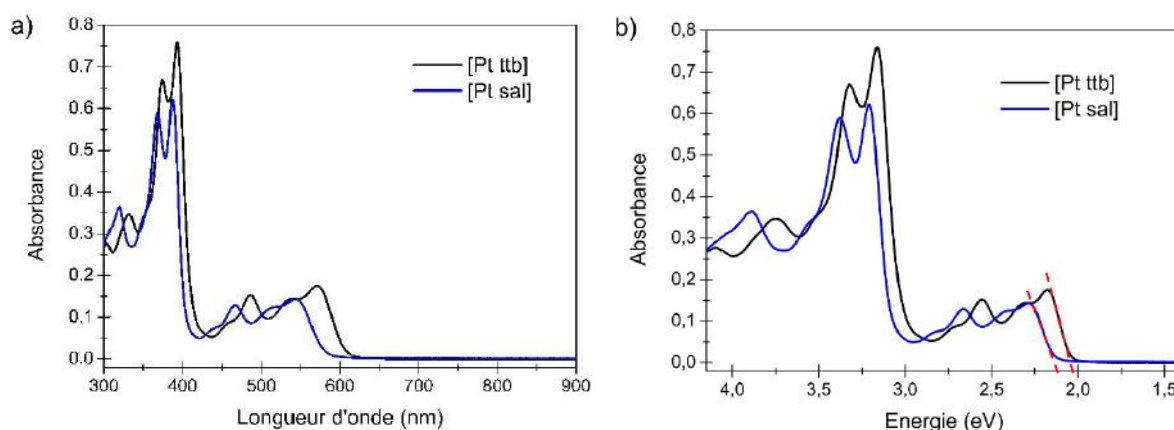 a)
0.8
0.7
0.6
0.5
0.4
0.3
0.2
0.1
0.0
Absorbance
[Pt ttb]
[Pt sal]
300 400 500 600 700 800 900
Longueur d'onde (nm)
b)
0,8
0,7
0,6
0,5
0,4
0,3
0,2
0,1
0,0
Absorbance
[Pt ttb]
[Pt sal]
4,0 3,5 3,0 2,5 2,0 1,5
Energie (eV)